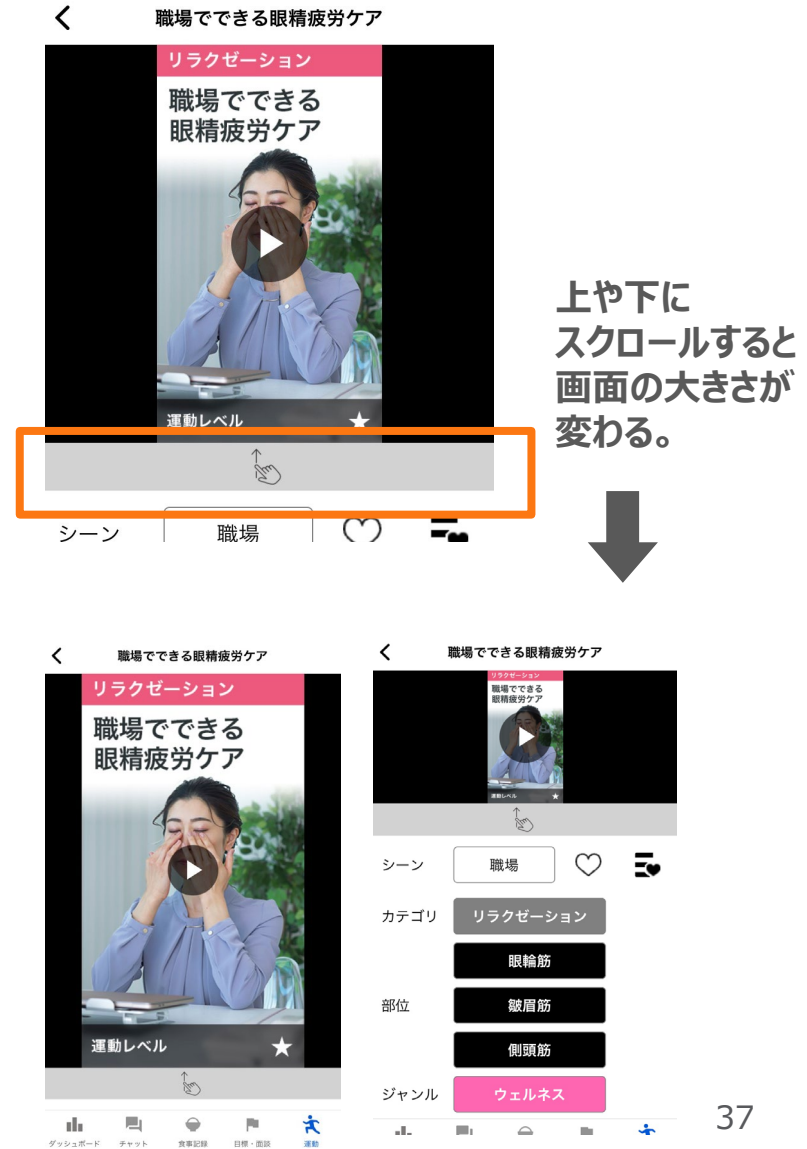 職場でできる眼精疲労ケア
リラクゼーション
職場でできる
眼精疲労ケア
運動レベル
シーン
職場
上や下に
スクロールすると
画面の大きさが
変わる。
職場でできる眼精疲労ケア
リラクゼーション
職場でできる
眼精疲労ケア
運動レベル
ダッシュボード
チャット
食事記録
目標・面談
運動
職場でできる眼精疲労ケア
リラクゼーション
職場でできる
眼精疲労ケア
運動レベル
シーン
職場
カテゴリ
リラクゼーション
眼輪筋
部位
皺眉筋
側頭筋
ジャンル
ウェルネス
37